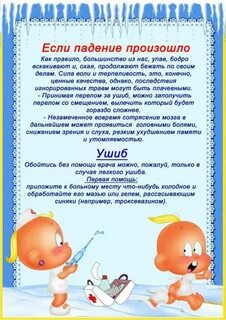 Если падение произошло
Как правило, большинство из нас, упав, бодро
вскакивают и, охая, продолжают бежать по своим
делам. Сила воли и терпеливость, это, конечно,
ценные качества, однако, последствия
игнорированных травм могут быть плачевными.
- Принимая перелом за ушиб, можно заполучить
перелом со смещением, вылечить который будет
гораздо сложнее.
- Незамеченное вовремя сотрясение мозга в
дальнейшем может проявиться головными болями,
снижением зрения и слуха, резким ухудшением памяти
и утомляемостью.
Ушиб
Обойтись без помощи врача можно, пожалуй, только в
случае легкого ушиба.
Первая помощь:
приложите к больному месту что-нибудь холодное и
обработайте его мазью или гелем, рассасывающим
синяки (например, троксевазином).